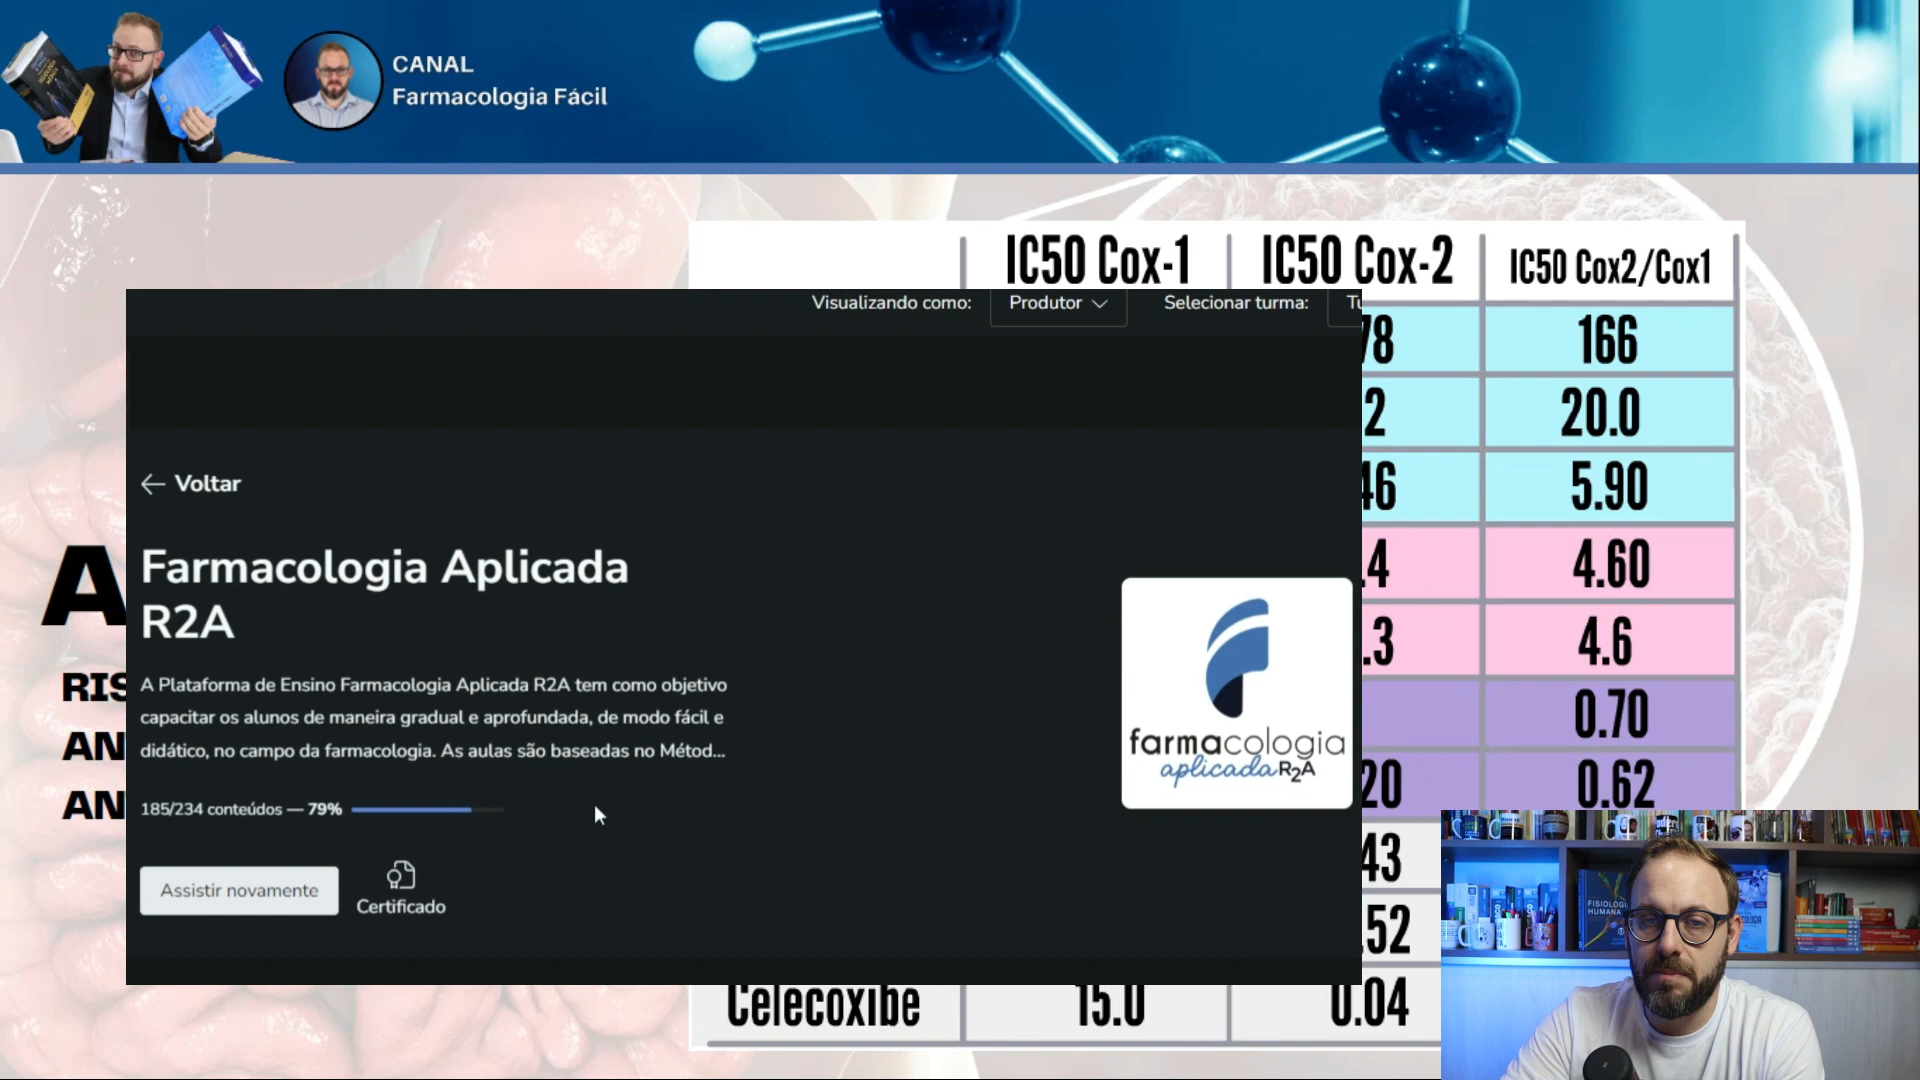 CANAL
Farmacologia Fácil
IC50 Cox-1 IC50 Cox-2 IC50 Cox2/Cox1
78 166
2 20.0
46 5.90
.4 4.60
.3 4.6
0.70
20 0.62
43
.52
Celecoxibe 15.0 0.04
A
RIS
AN
AN
Visualizando como: Produtor Selecionar turma: Tu
Voltar
Farmacologia Aplicada
R2A
A Plataforma de Ensino Farmacologia Aplicada R2A tem como objetivo
capacitar os alunos de maneira gradual e aprofundada, de modo fácil e
didático, no campo da farmacologia. As aulas são baseadas no Métod...
185/234 conteúdos — 79%
Assistir novamente
Certificado
farmacologia
aplicada R2A
FISIOLOGIA
HUMANA